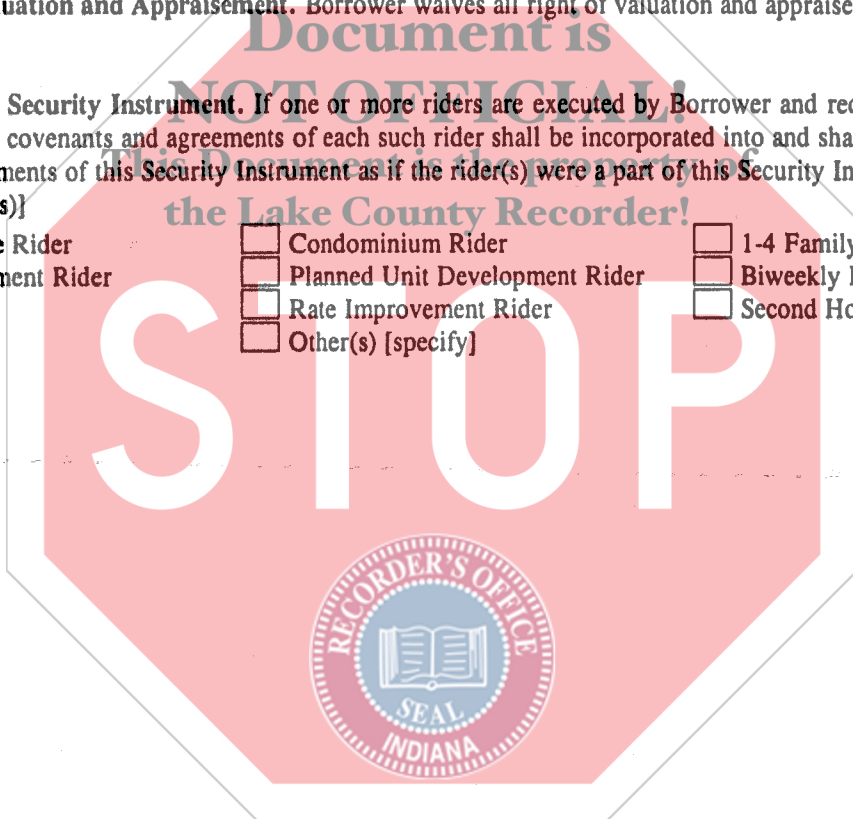 uation and Appraisement. Borrower waives all right of valuation and appraise
Document is
NOT OFFICIAL!
Security Instrument. If one or more riders are executed by Borrower and rec
covenants and agreements of each such rider shall be incorporated into and sha
ments of this Security Instrument as if the rider(s) were a part of this Security In
This Document is the property of
s)]
the Lake County Recorder!
e Rider
Condominium Rider
1-4 Family
ment Rider
Planned Unit Development Rider
Biweekly
Rate Improvement Rider
Second Ho
Other(s) [specify]
STOP
RECORDER'S OFFICE
SEAL
INDIANA